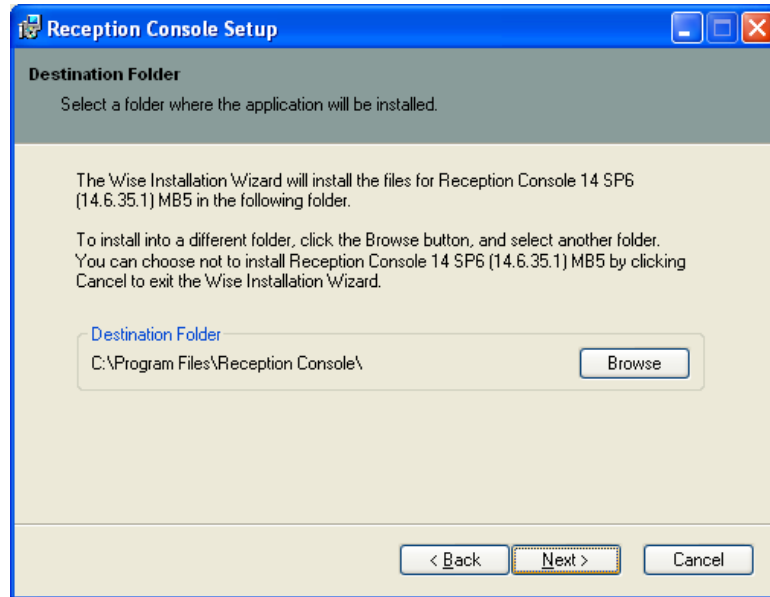 Reception Console Setup
Destination Folder
Select a folder where the application will be installed.
The Wise Installation Wizard will install the files for Reception Console 14 SP6
(14.6.35.1) MB5 in the following folder.
To install into a different folder, click the Browse button, and select another folder.
You can choose not to install Reception Console 14 SP6 (14.6.35.1) MB5 by clicking
Cancel to exit the Wise Installation Wizard.
Destination Folder
C:\Program Files\Reception Console\
Browse
< Back
Next >
Cancel